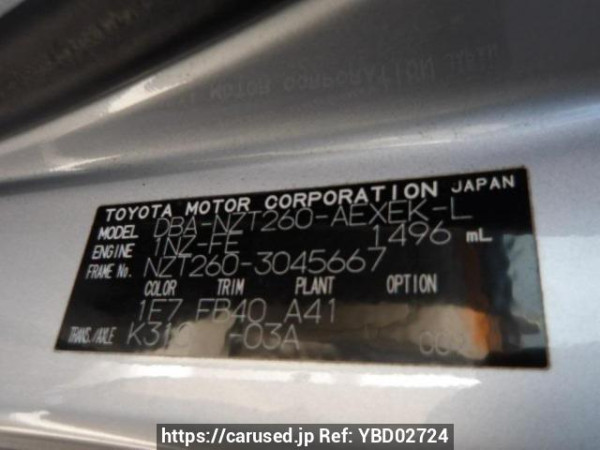 TOYOTA MOTOR CORPORATION JAPAN
MODEL DBA-NZT260-AEXEK-L
ENGINE 1NZ-FE 1496 mL
FRAME No. NZT260-3045667
COLOR TRIM PLANT OPTION
1E7 FB40 A41
TRANS./AXLE -03A
https://carused.jp Ref: YBD02724